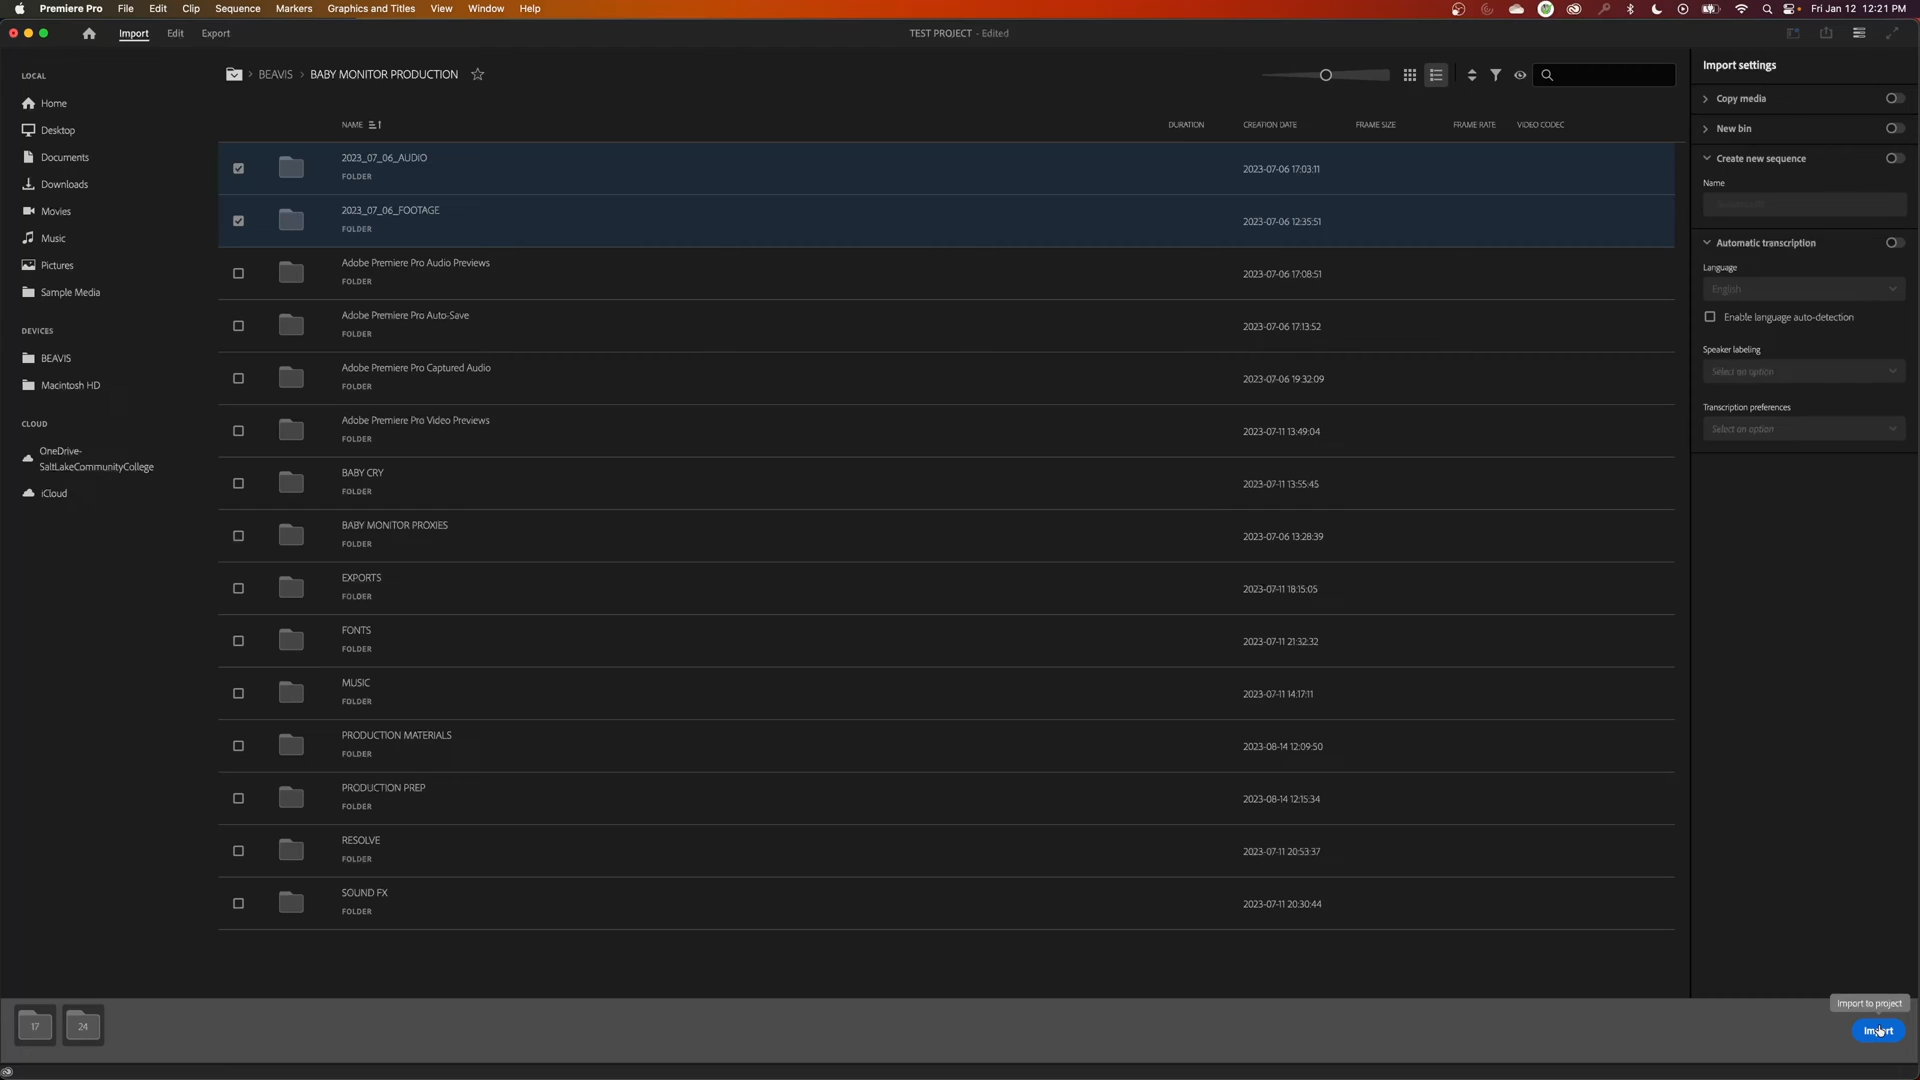 Premiere Pro File Edit Clip Sequence Markers Graphics and Titles View Window Help Fri Jan 12 12:21 PM
Import Edit Export TEST PROJECT - Edited
LOCAL
Home
Desktop
Documents
Downloads
Movies
Music
Pictures
Sample Media
DEVICES
BEAVIS
Macintosh HD
CLOUD
OneDrive-
SaltLakeCommunityCollege
iCloud
BEAVIS › BABY MONITOR PRODUCTION
NAME DURATION CREATION DATE FRAME SIZE FRAME RATE VIDEO CODEC
2023_07_06_AUDIO
FOLDER
2023-07-06 17:03:11
2023_07_06_FOOTAGE
FOLDER
2023-07-06 12:35:51
Adobe Premiere Pro Audio Previews
FOLDER
2023-07-06 17:08:51
Adobe Premiere Pro Auto-Save
FOLDER
2023-07-06 17:13:52
Adobe Premiere Pro Captured Audio
FOLDER
2023-07-06 19:32:09
Adobe Premiere Pro Video Previews
FOLDER
2023-07-11 13:49:04
BABY CRY
FOLDER
2023-07-11 13:55:45
BABY MONITOR PROXIES
FOLDER
2023-07-06 13:28:39
EXPORTS
FOLDER
2023-07-11 18:15:05
FONTS
FOLDER
2023-07-11 21:32:32
MUSIC
FOLDER
2023-07-11 14:17:11
PRODUCTION MATERIALS
FOLDER
2023-08-14 12:09:50
PRODUCTION PREP
FOLDER
2023-08-14 12:15:34
RESOLVE
FOLDER
2023-07-11 20:53:37
SOUND FX
FOLDER
2023-07-11 20:30:44
Import settings
Copy media
New bin
Create new sequence
Name
Automatic transcription
Language
English
Enable language auto-detection
Speaker labeling
Select an option
Transcription preferences
Select an option
17 24
Import to project
Import